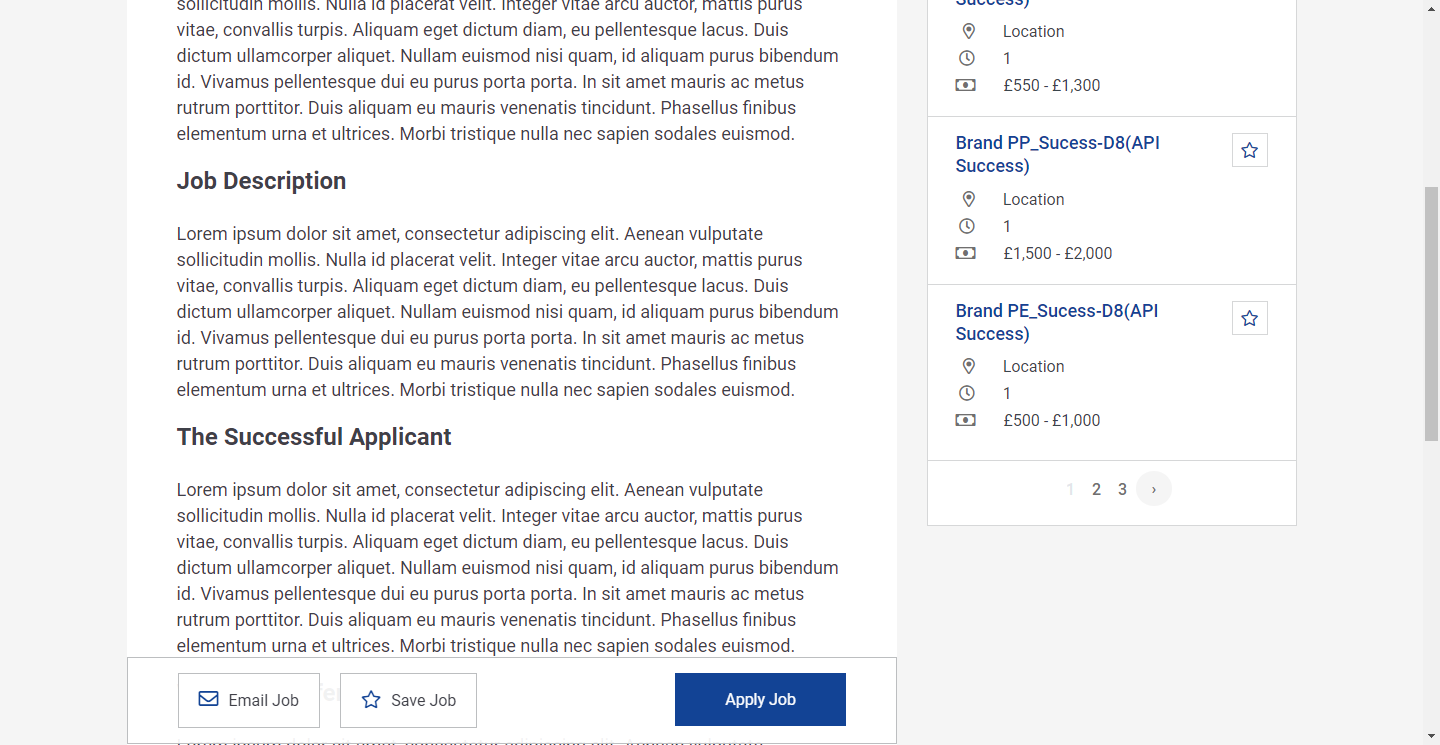 sollicitudin mollis. Nulla id placerat velit. Integer vitae arcu auctor, mattis purus
vitae, convallis turpis. Aliquam eget dictum diam, eu pellentesque lacus. Duis
dictum ullamcorper aliquet. Nullam euismod nisi quam, id aliquam purus bibendum
id. Vivamus pellentesque dui eu purus porta porta. In sit amet mauris ac metus
rutrum porttitor. Duis aliquam eu mauris venenatis tincidunt. Phasellus finibus
elementum urna et ultrices. Morbi tristique nulla nec sapien sodales euismod.
Job Description
Lorem ipsum dolor sit amet, consectetur adipiscing elit. Aenean vulputate
sollicitudin mollis. Nulla id placerat velit. Integer vitae arcu auctor, mattis purus
vitae, convallis turpis. Aliquam eget dictum diam, eu pellentesque lacus. Duis
dictum ullamcorper aliquet. Nullam euismod nisi quam, id aliquam purus bibendum
id. Vivamus pellentesque dui eu purus porta porta. In sit amet mauris ac metus
rutrum porttitor. Duis aliquam eu mauris venenatis tincidunt. Phasellus finibus
elementum urna et ultrices. Morbi tristique nulla nec sapien sodales euismod.
The Successful Applicant
Lorem ipsum dolor sit amet, consectetur adipiscing elit. Aenean vulputate
sollicitudin mollis. Nulla id placerat velit. Integer vitae arcu auctor, mattis purus
vitae, convallis turpis. Aliquam eget dictum diam, eu pellentesque lacus. Duis
dictum ullamcorper aliquet. Nullam euismod nisi quam, id aliquam purus bibendum
id. Vivamus pellentesque dui eu purus porta porta. In sit amet mauris ac metus
rutrum porttitor. Duis aliquam eu mauris venenatis tincidunt. Phasellus finibus
elementum urna et ultrices. Morbi tristique nulla nec sapien sodales euismod.
Email Job
Save Job
Apply Job
Success)
Location
1
£550 - £1,300
Brand PP_Sucess-D8(API
Success)
Location
1
£1,500 - £2,000
Brand PE_Sucess-D8(API
Success)
Location
1
£500 - £1,000
1 2 3 ›